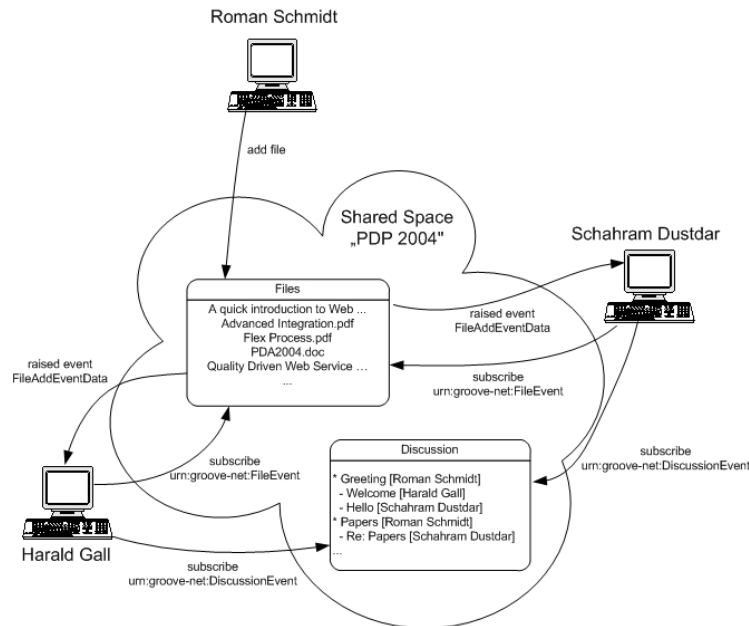 Roman Schmidt
add file
Shared Space
„PDP 2004"
Schahram Dustdar
Files
A quick introduction to Web ...
Advanced Integration.pdf
Flex Process.pdf
PDA2004.doc
Quality Driven Web Service ...
...
raised event
FileAddEventData
raised event
FileAddEventData
subscribe
urn:groove-net:FileEvent
subscribe
urn:groove-net:FileEvent
Discussion
* Greeting [Roman Schmidt]
- Welcome [Harald Gall]
- Hello [Schahram Dustdar]
* Papers [Roman Schmidt]
- Re: Papers [Schahram Dustdar]
...
subscribe
urn:groove-net:DiscussionEvent
Harald Gall
subscribe
urn:groove-net:DiscussionEvent